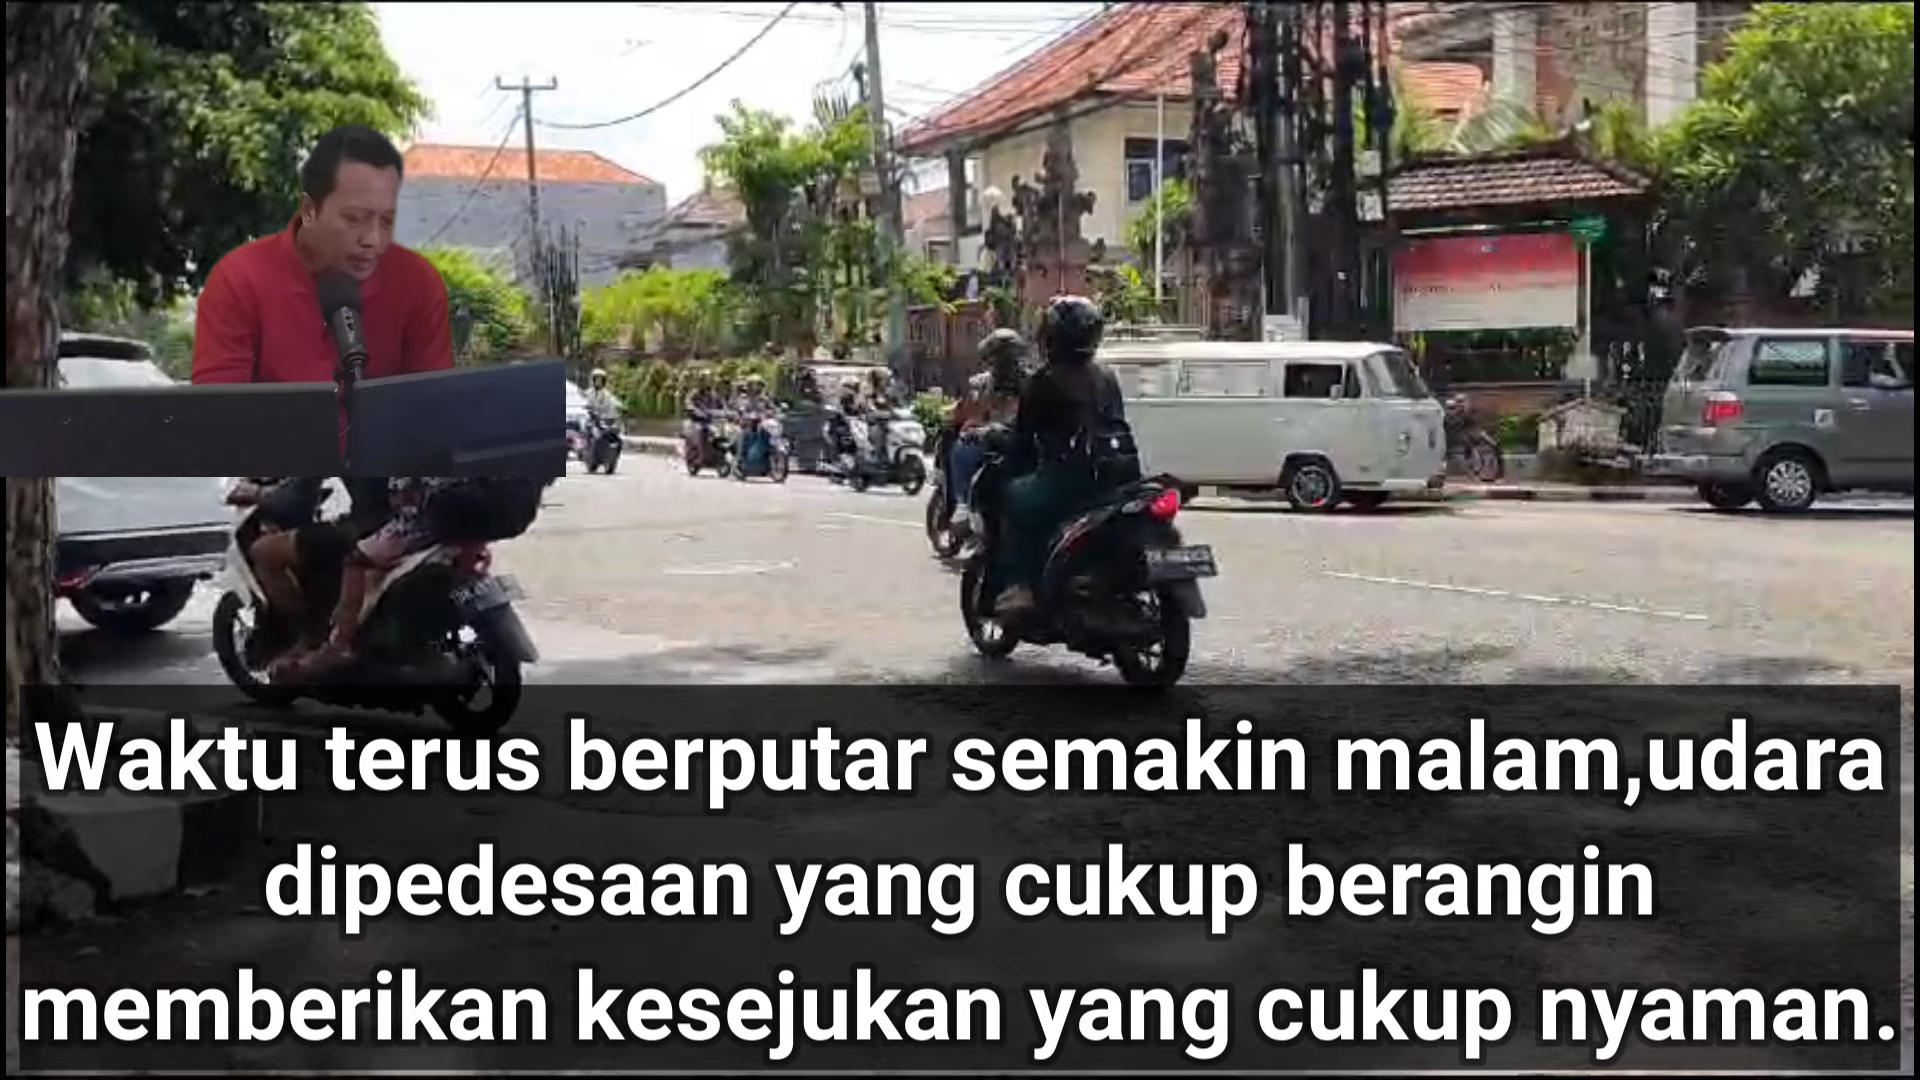 Waktu terus berputar semakin malam,udara
dipedesaan yang cukup berangin
memberikan kesejukan yang cukup nyaman.